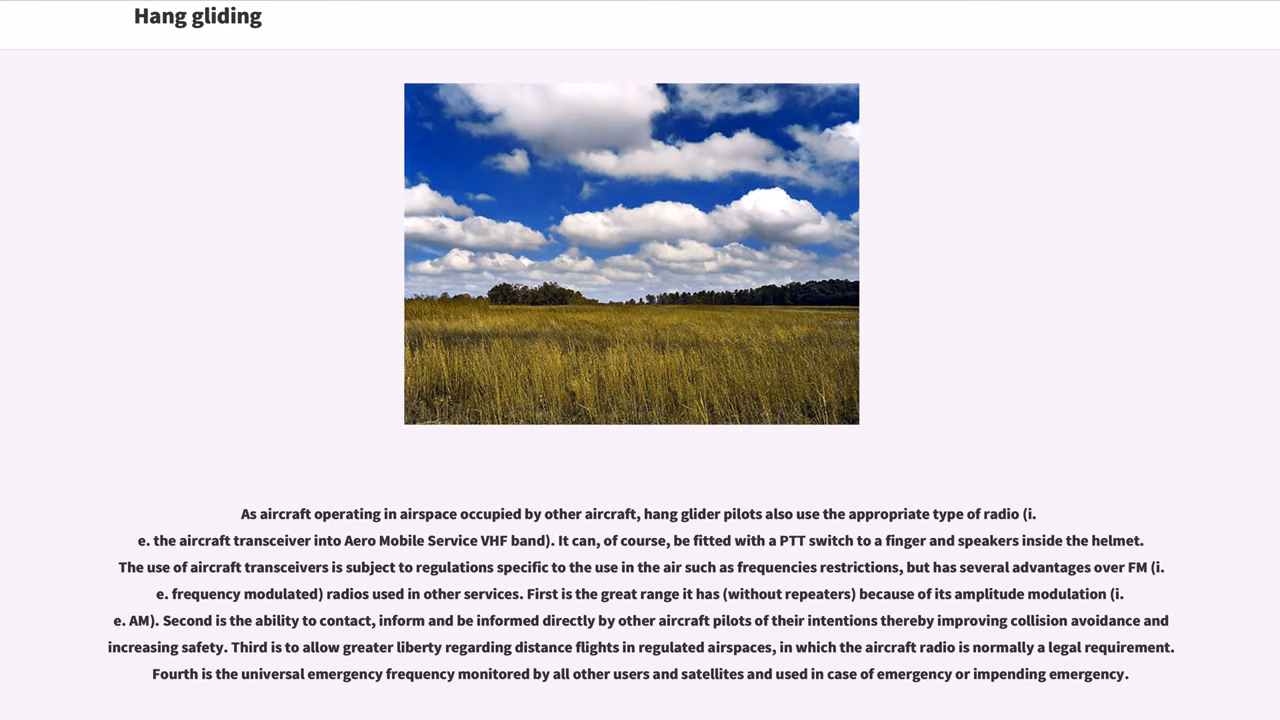 Hang gliding
As aircraft operating in airspace occupied by other aircraft, hang glider pilots also use the appropriate type of radio (i.
e. the aircraft transceiver into Aero Mobile Service VHF band). It can, of course, be fitted with a PTT switch to a finger and speakers inside the helmet.
The use of aircraft transceivers is subject to regulations specific to the use in the air such as frequencies restrictions, but has several advantages over FM (i.
e. frequency modulated) radios used in other services. First is the great range it has (without repeaters) because of its amplitude modulation (i.
e. AM). Second is the ability to contact, inform and be informed directly by other aircraft pilots of their intentions thereby improving collision avoidance and
increasing safety. Third is to allow greater liberty regarding distance flights in regulated airspaces, in which the aircraft radio is normally a legal requirement.
Fourth is the universal emergency frequency monitored by all other users and satellites and used in case of emergency or impending emergency.